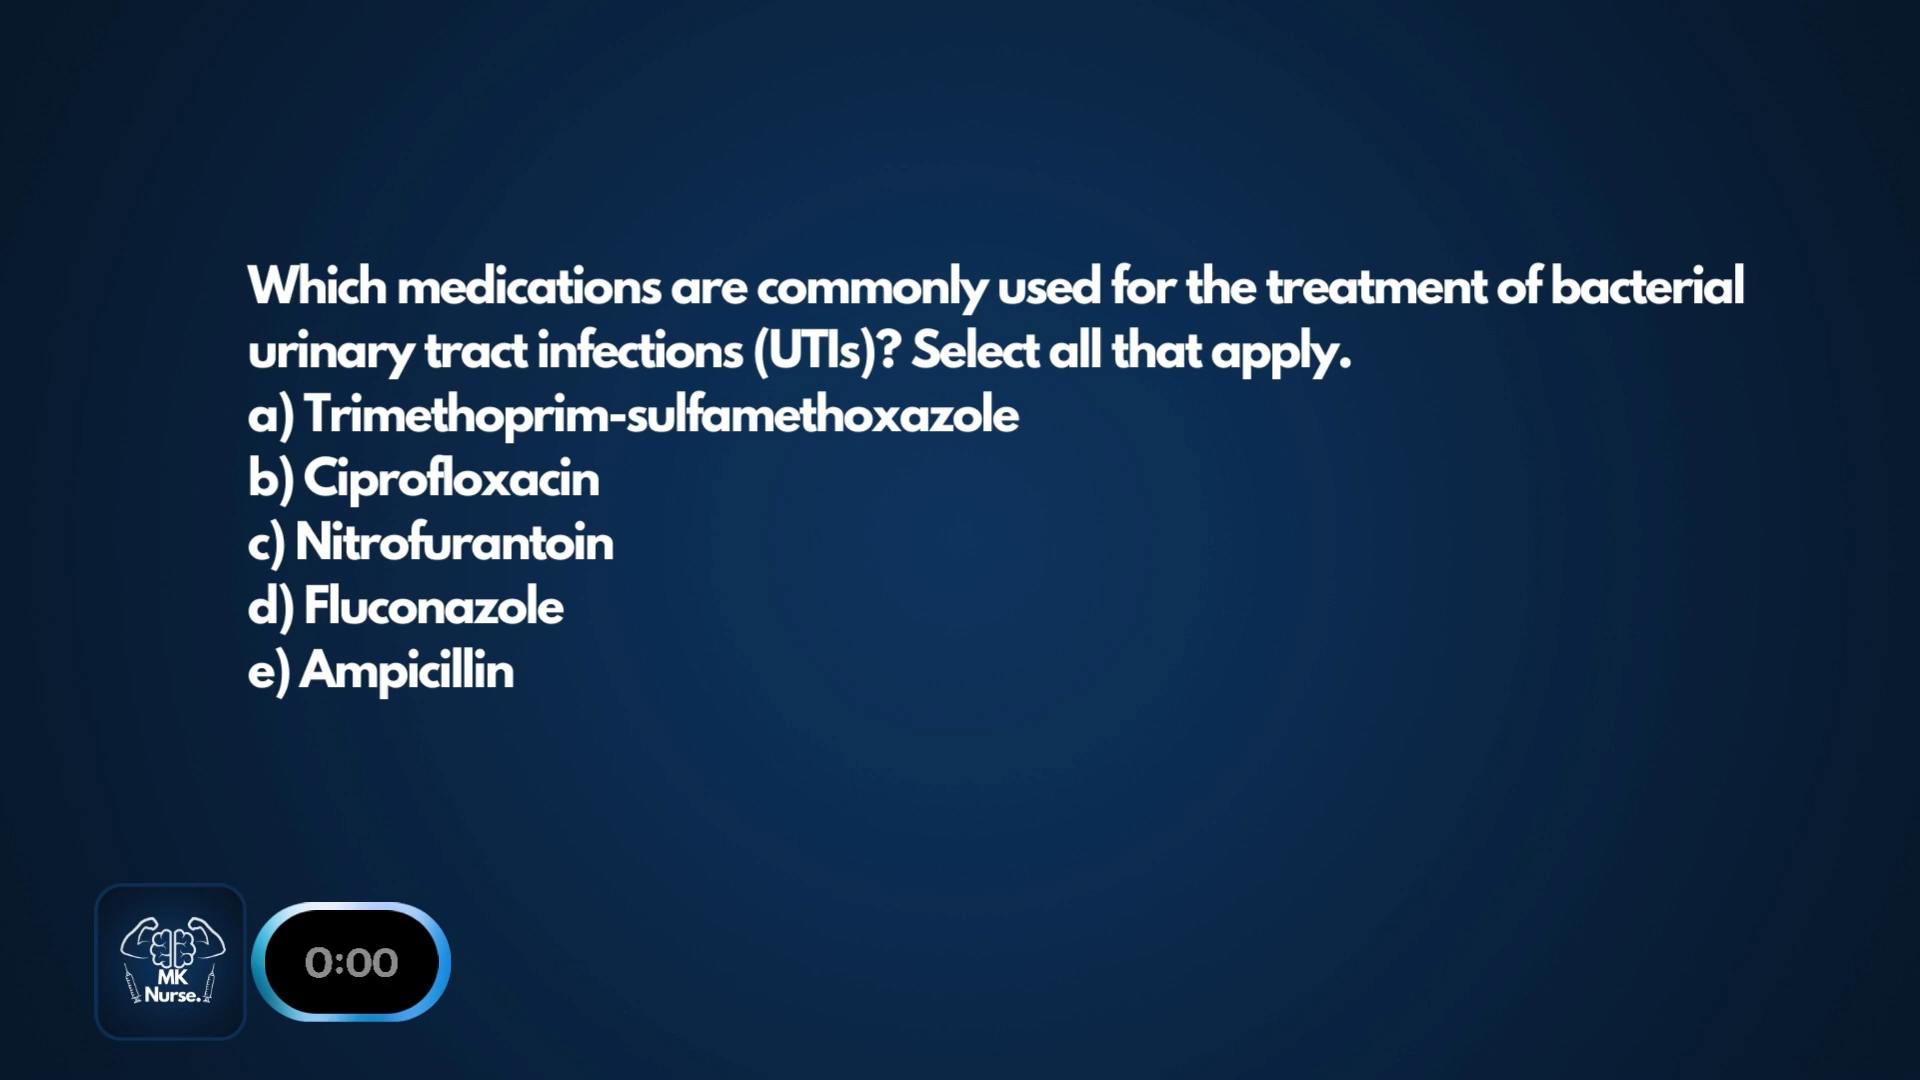 Which medications are commonly used for the treatment of bacterial
urinary tract infections (UTIs)? Select all that apply.
a) Trimethoprim-sulfamethoxazole
b) Ciprofloxacin
c) Nitrofurantoin
d) Fluconazole
e) Ampicillin
MK
Nurse.
0:00